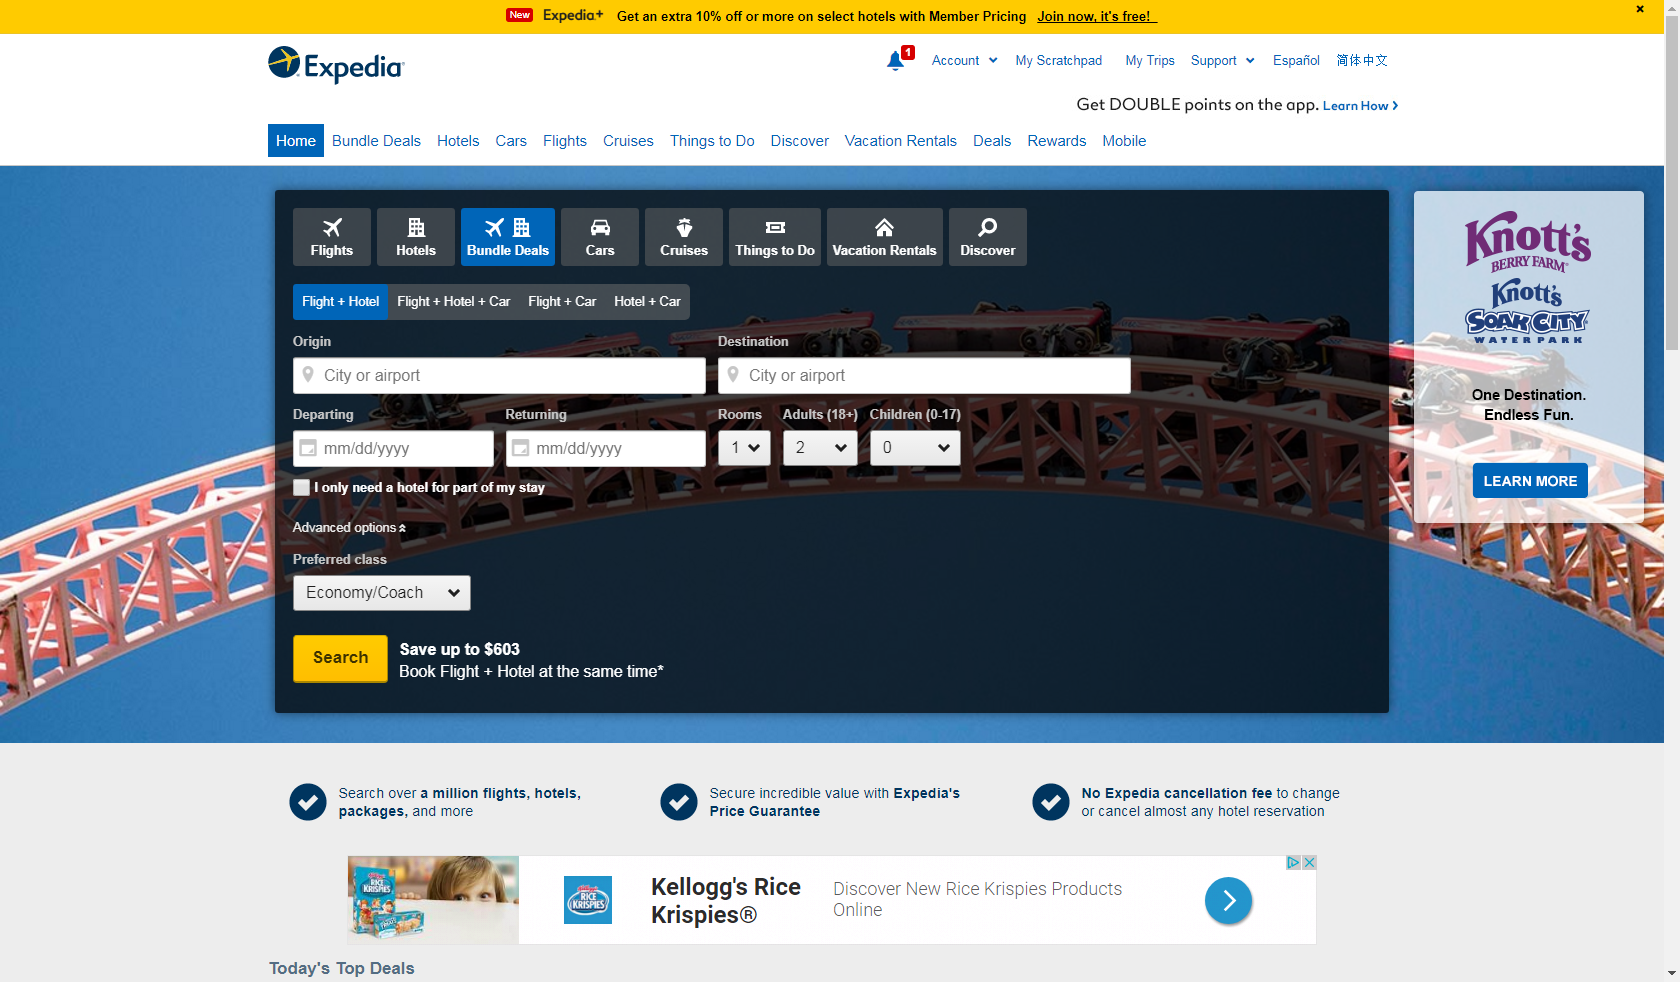 New Expedia+ Get an extra 10% off or more on select hotels with Member Pricing Join now, it's free!
Expedia
1
Account My Scratchpad My Trips Support Español 简体中文
Get DOUBLE points on the app. Learn How
Home Bundle Deals Hotels Cars Flights Cruises Things to Do Discover Vacation Rentals Deals Rewards Mobile
Flights Hotels Bundle Deals Cars Cruises Things to Do Vacation Rentals Discover
Flight + Hotel Flight + Hotel + Car Flight + Car Hotel + Car
Origin Destination
City or airport City or airport
Departing Returning Rooms Adults (18+) Children (0-17)
mm/dd/yyyy mm/dd/yyyy 1 2 0
I only need a hotel for part of my stay
Advanced options
Preferred class
Economy/Coach
Search
Save up to $603
Book Flight + Hotel at the same time*
Knott's
BERRY FARM
Knott's
SOAK CITY
WATER PARK
One Destination.
Endless Fun.
LEARN MORE
Search over a million flights, hotels,
packages, and more
Secure incredible value with Expedia's
Price Guarantee
No Expedia cancellation fee to change
or cancel almost any hotel reservation
Kellogg's
RICE
KRISPIES
RICE
KRISPIES
Kellogg's Rice
Krispies®
Discover New Rice Krispies Products
Online
Today's Top Deals